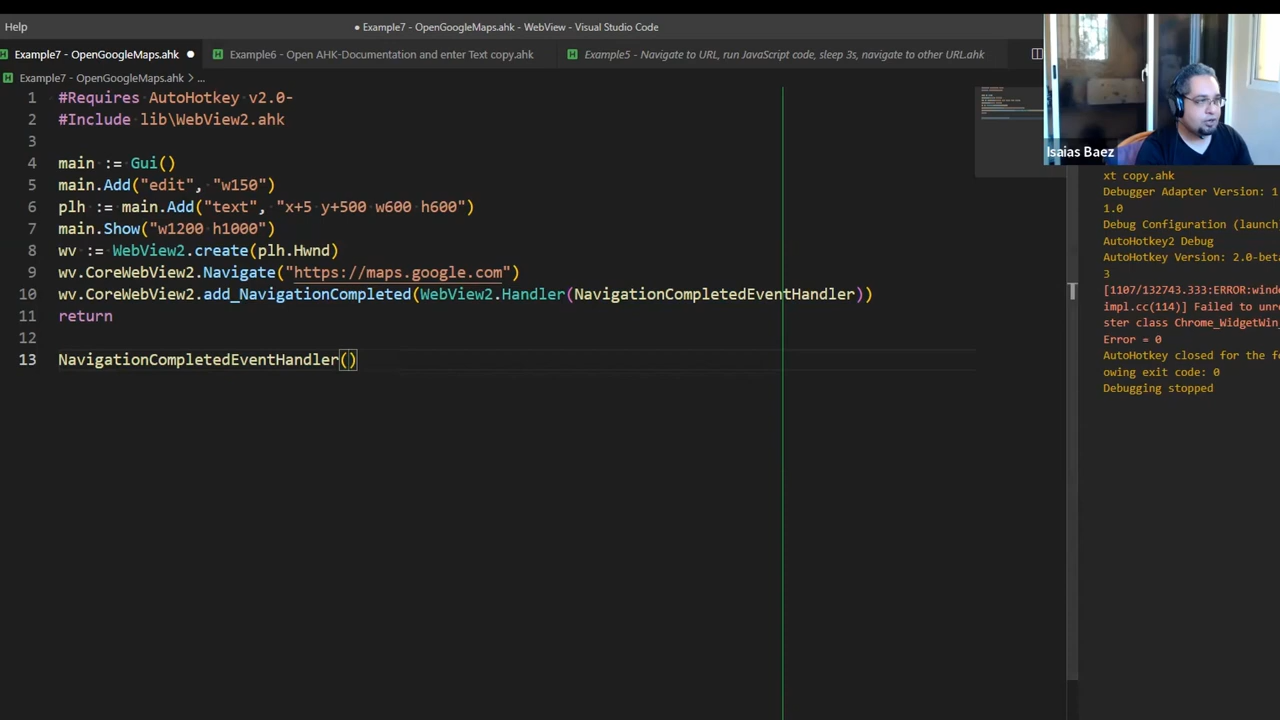 Help
● Example7 - OpenGoogleMaps.ahk - WebView - Visual Studio Code
Example7 - OpenGoogleMaps.ahk ●
Example6 - Open AHK-Documentation and enter Text copy.ahk
Example5 - Navigate to URL, run JavaScript code, sleep 3s, navigate to other URL.ahk
Example7 - OpenGoogleMaps.ahk > ...
1 #Requires AutoHotkey v2.0-
2 #Include lib\WebView2.ahk
3
4 main := Gui()
5 main.Add("edit", "w150")
6 plh := main.Add("text", "x+5 y+500 w600 h600")
7 main.Show("w1200 h1000")
8 wv := WebView2.create(plh.Hwnd)
9 wv.CoreWebView2.Navigate("https://maps.google.com")
10 wv.CoreWebView2.add_NavigationCompleted(WebView2.Handler(NavigationCompletedEventHandler))
11 return
12
13 NavigationCompletedEventHandler()
Isaias Baez
xt copy.ahk
Debugger Adapter Version: 1
1.0
Debug Configuration (launch
AutoHotkey2 Debug
AutoHotkey Version: 2.0-beta
3
[1107/132743.333:ERROR:windo
impl.cc(114)] Failed to unre
ster class Chrome_WidgetWin_
Error = 0
AutoHotkey closed for the fo
owing exit code: 0
Debugging stopped